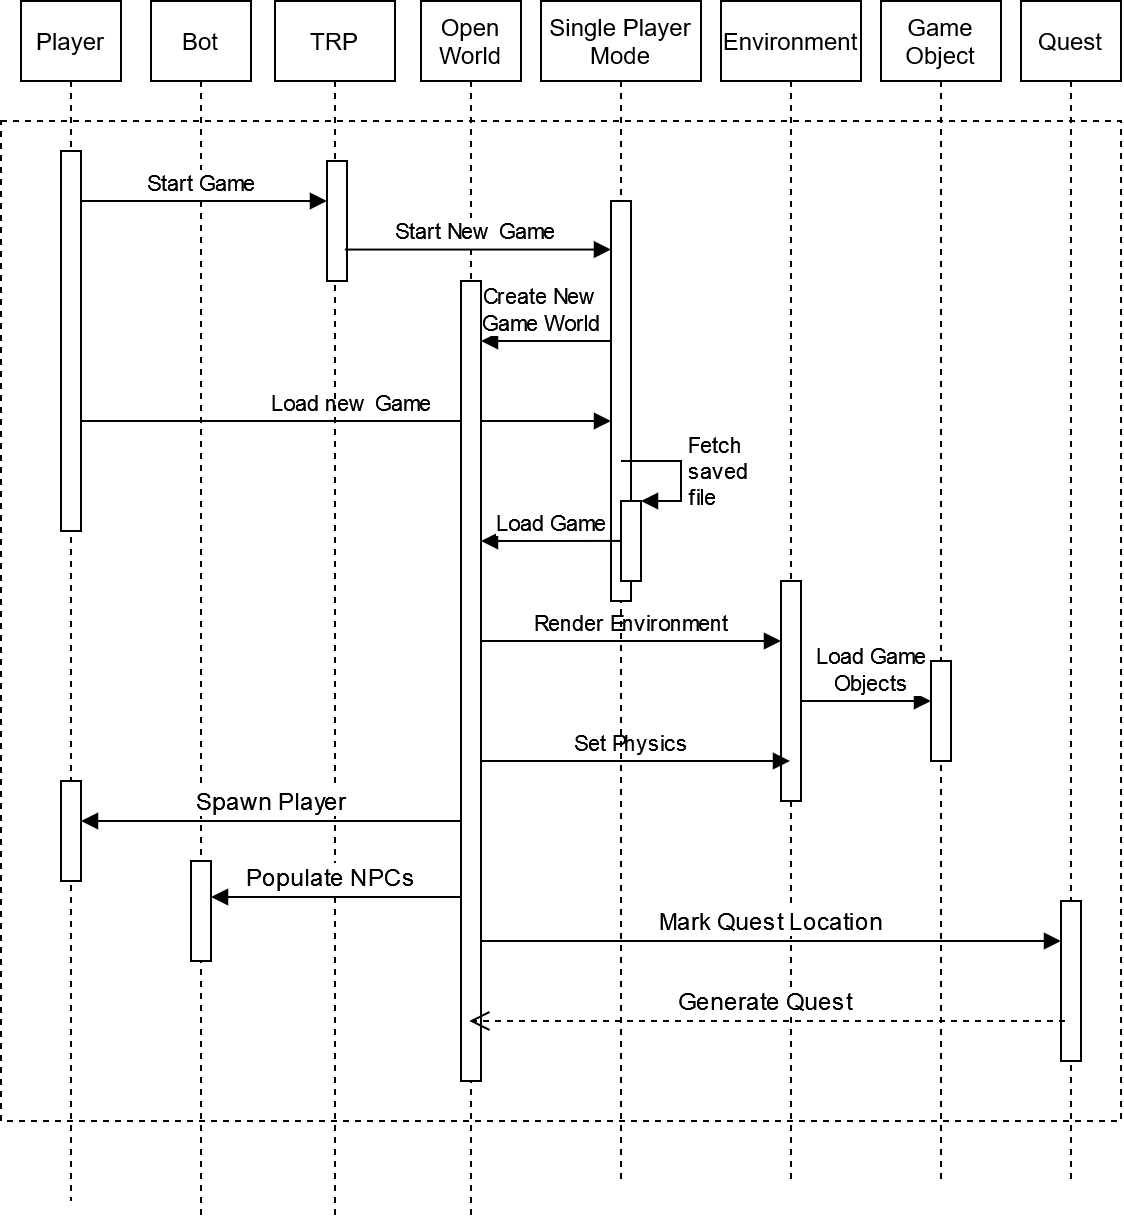 Player
Bot
TRP
Open
World
Single Player
Mode
Environment
Game
Object
Quest
Start Game
Start New  Game
Create New
Game World
Load new  Game
Fetch
saved
file
Load Game
Render Environment
Load Game
Objects
Set Physics
Spawn Player
Populate NPCs
Mark Quest Location
Generate Quest